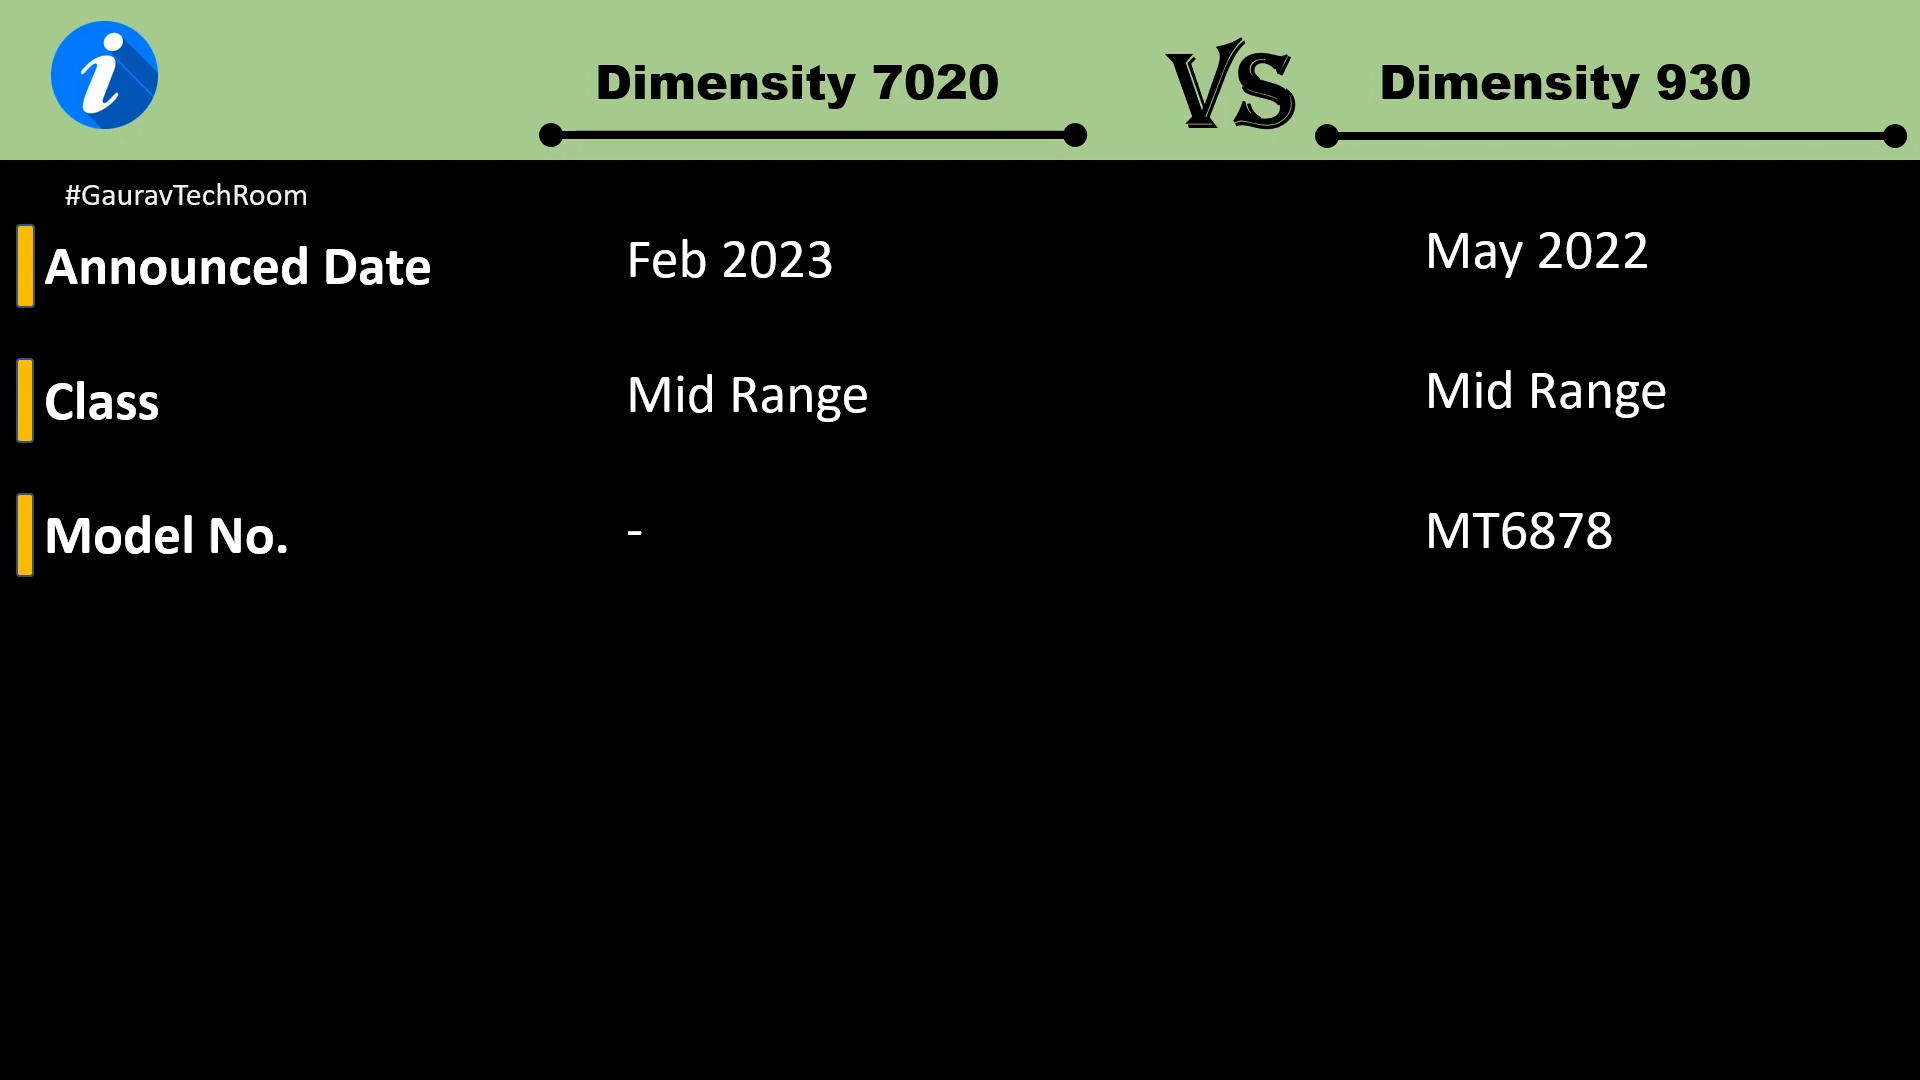 i
Dimensity 7020
VS
Dimensity 930
#GauravTechRoom
Announced Date
Feb 2023
May 2022
Class
Mid Range
Mid Range
Model No.
-
MT6878